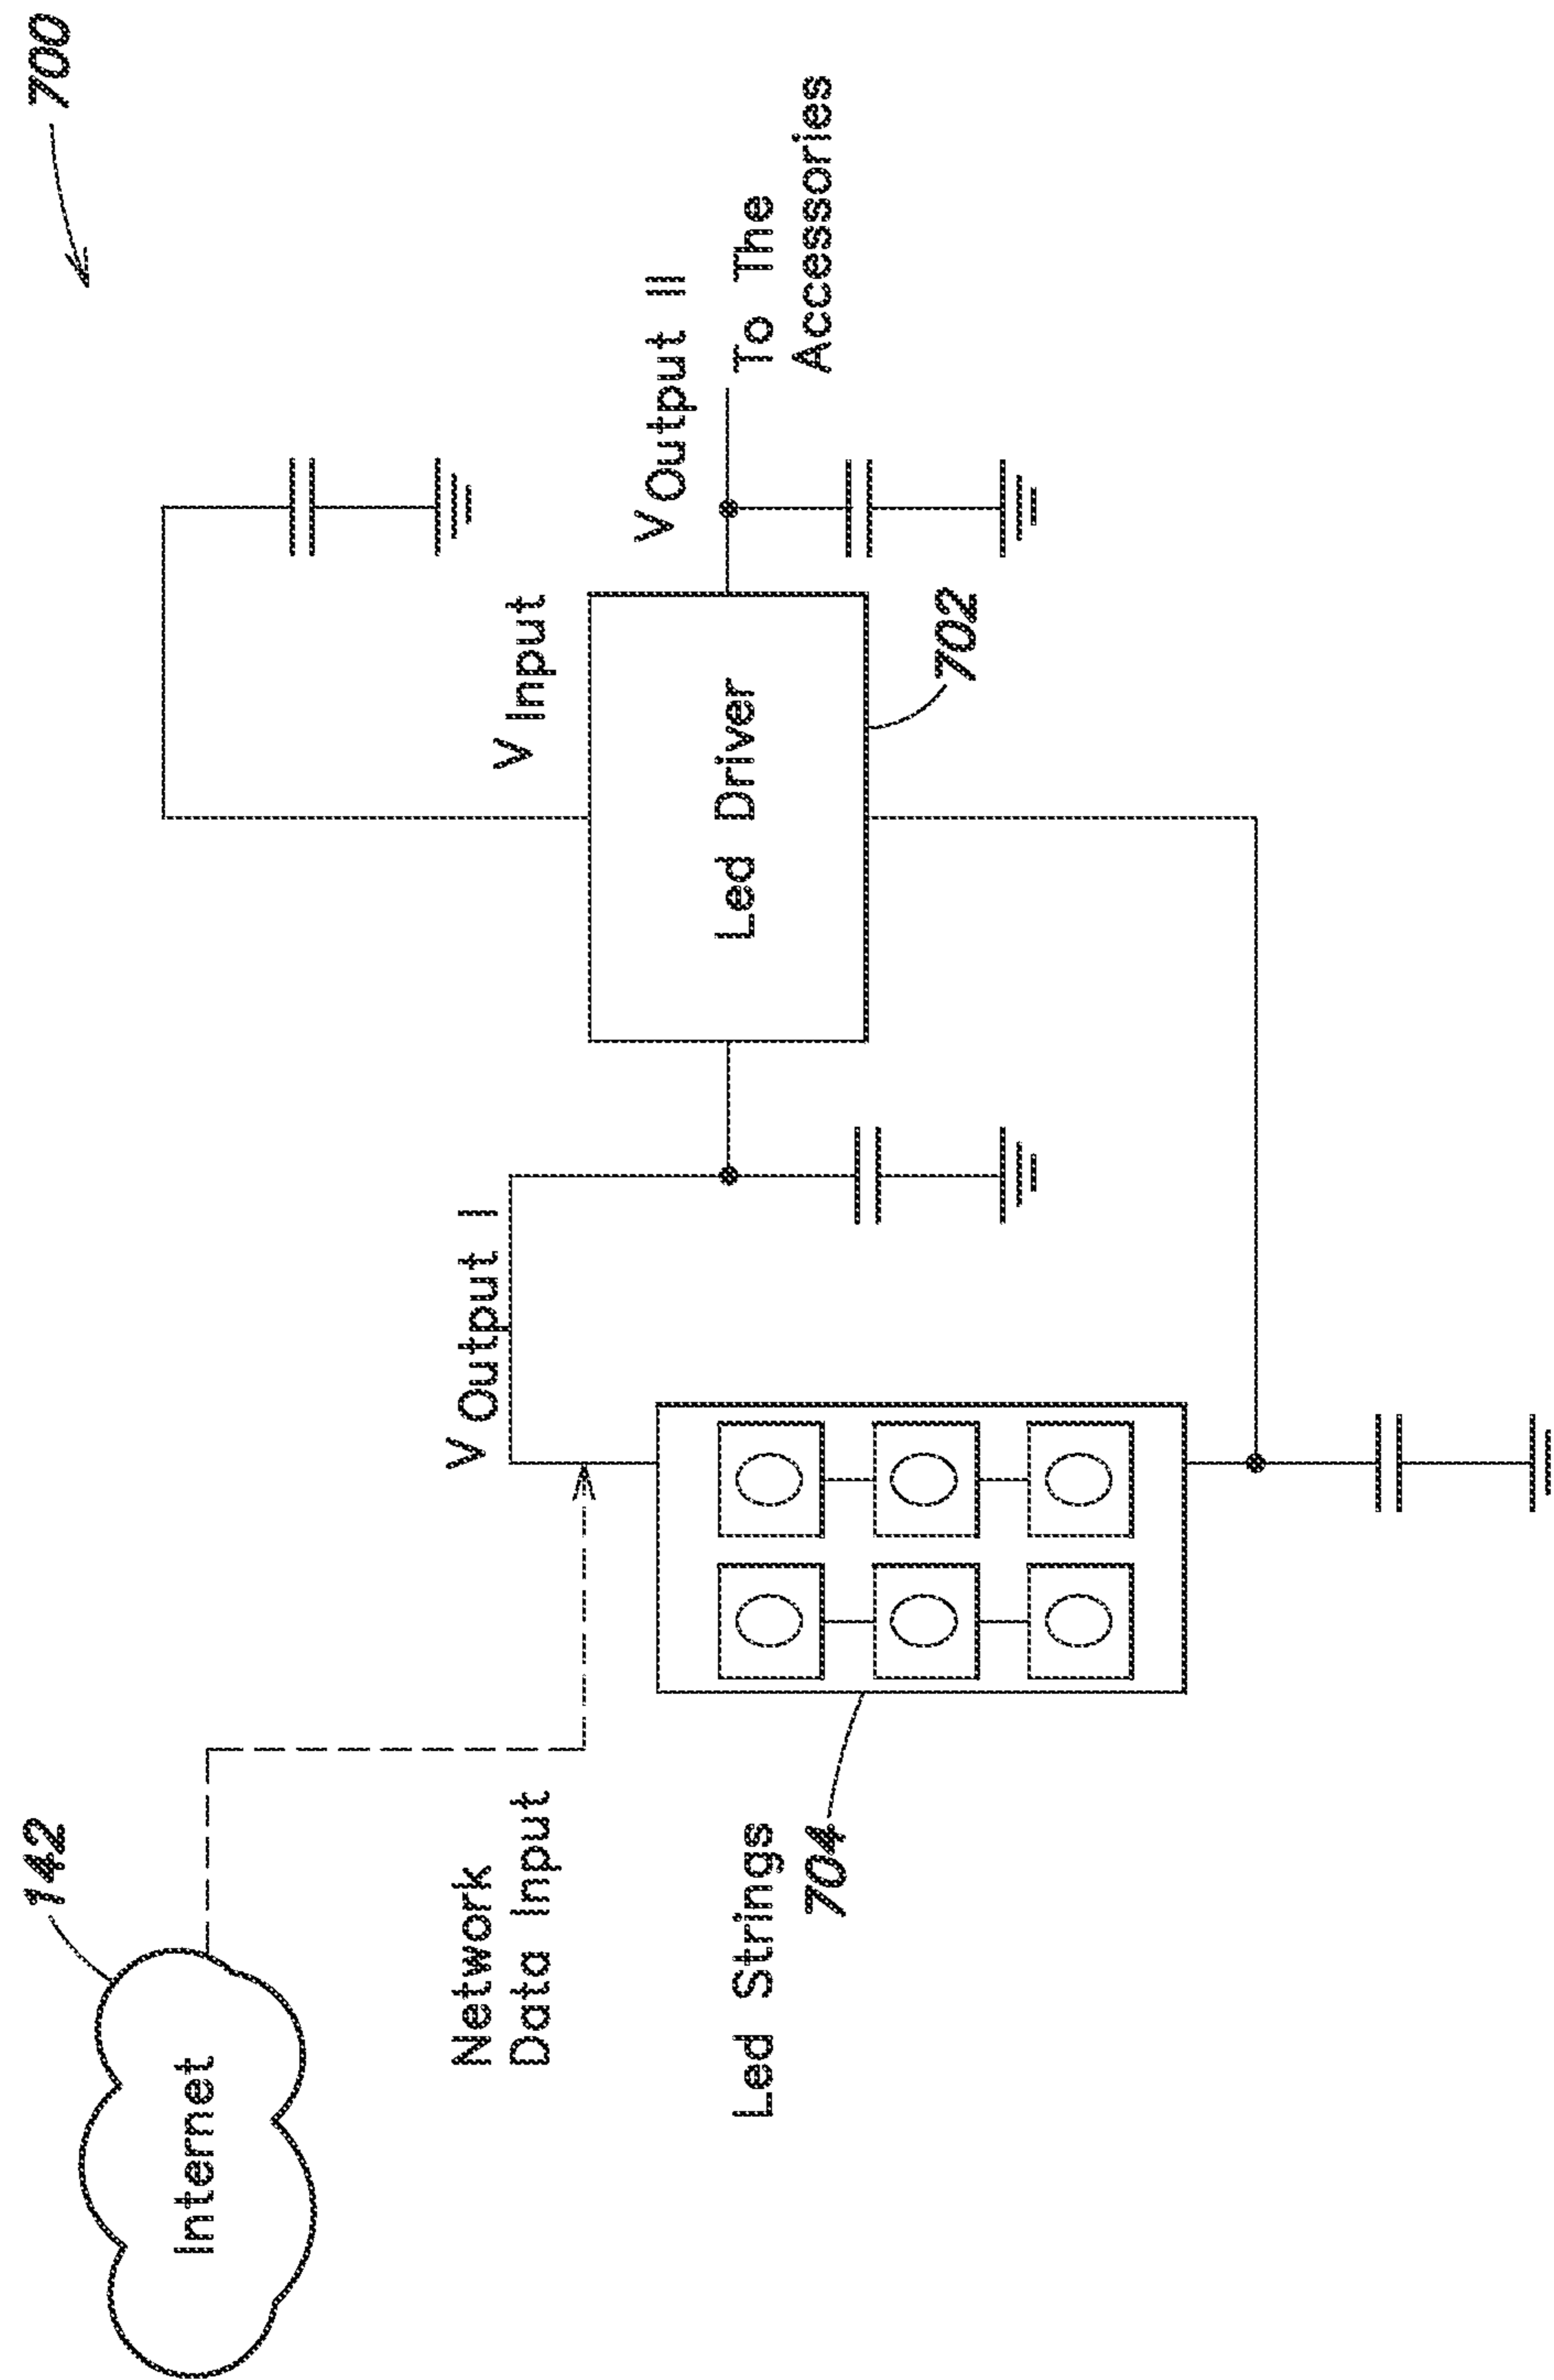 700
142
Internet
Network
Data Input
V Output I
V Input
V Output II
To The
Accessories
Led Driver
702
Led Strings
704